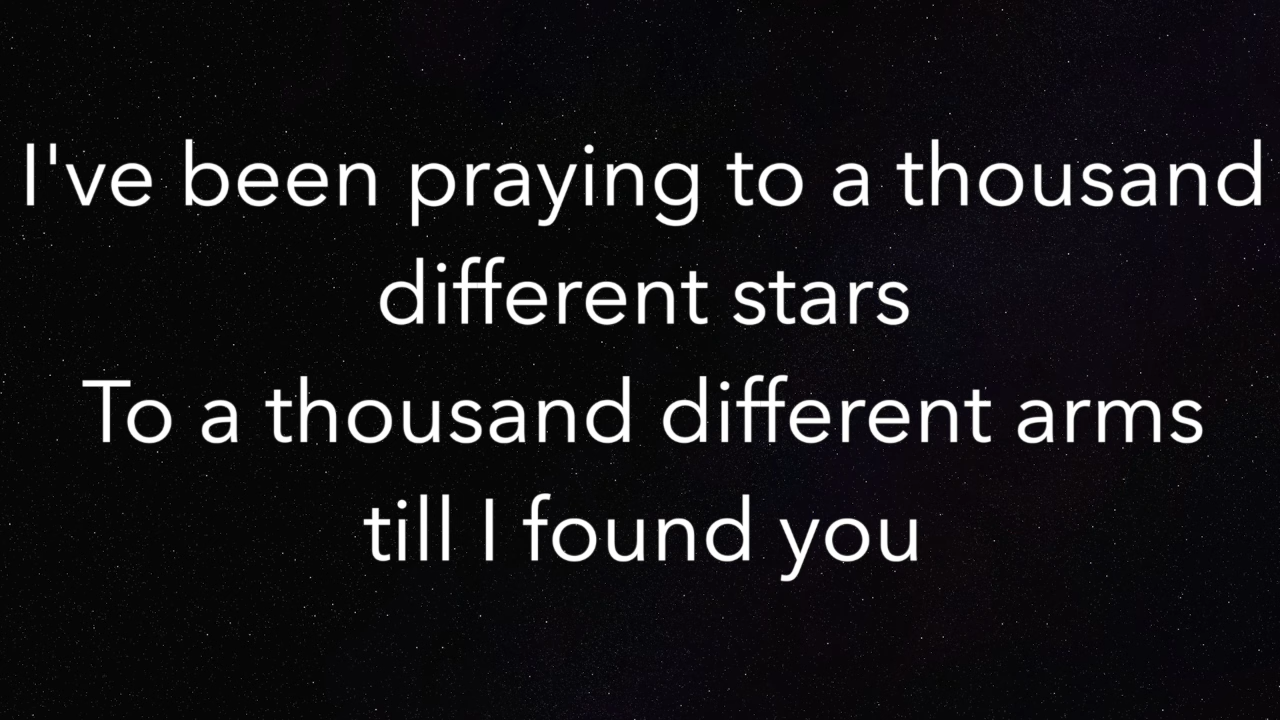 I've been praying to a thousand
different stars
To a thousand different arms
till I found you